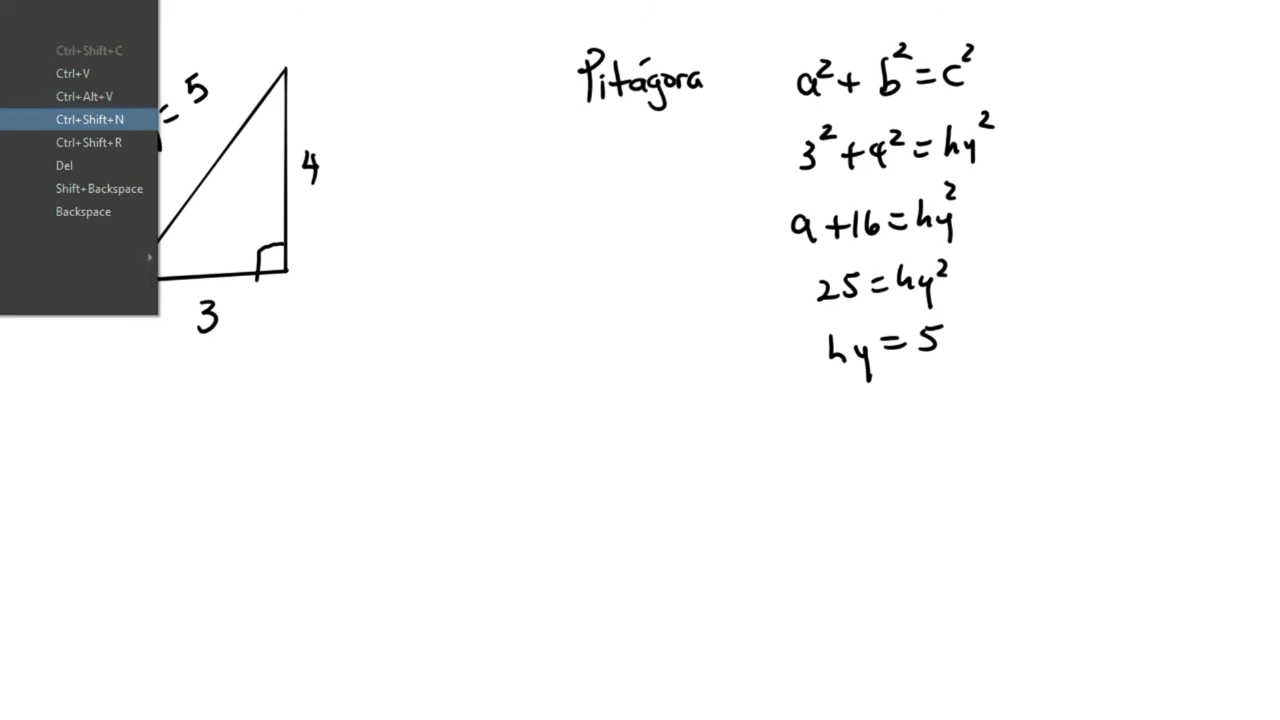 Ctrl+Shift+C
Ctrl+V
Ctrl+Alt+V
Ctrl+Shift+N
Ctrl+Shift+R
Del
Shift+Backspace
Backspace
= 5
4
3
Pitágora
a² + b² = c²
3² + 4² = hy²
9 + 16 = hy²
25 = hy²
hy = 5